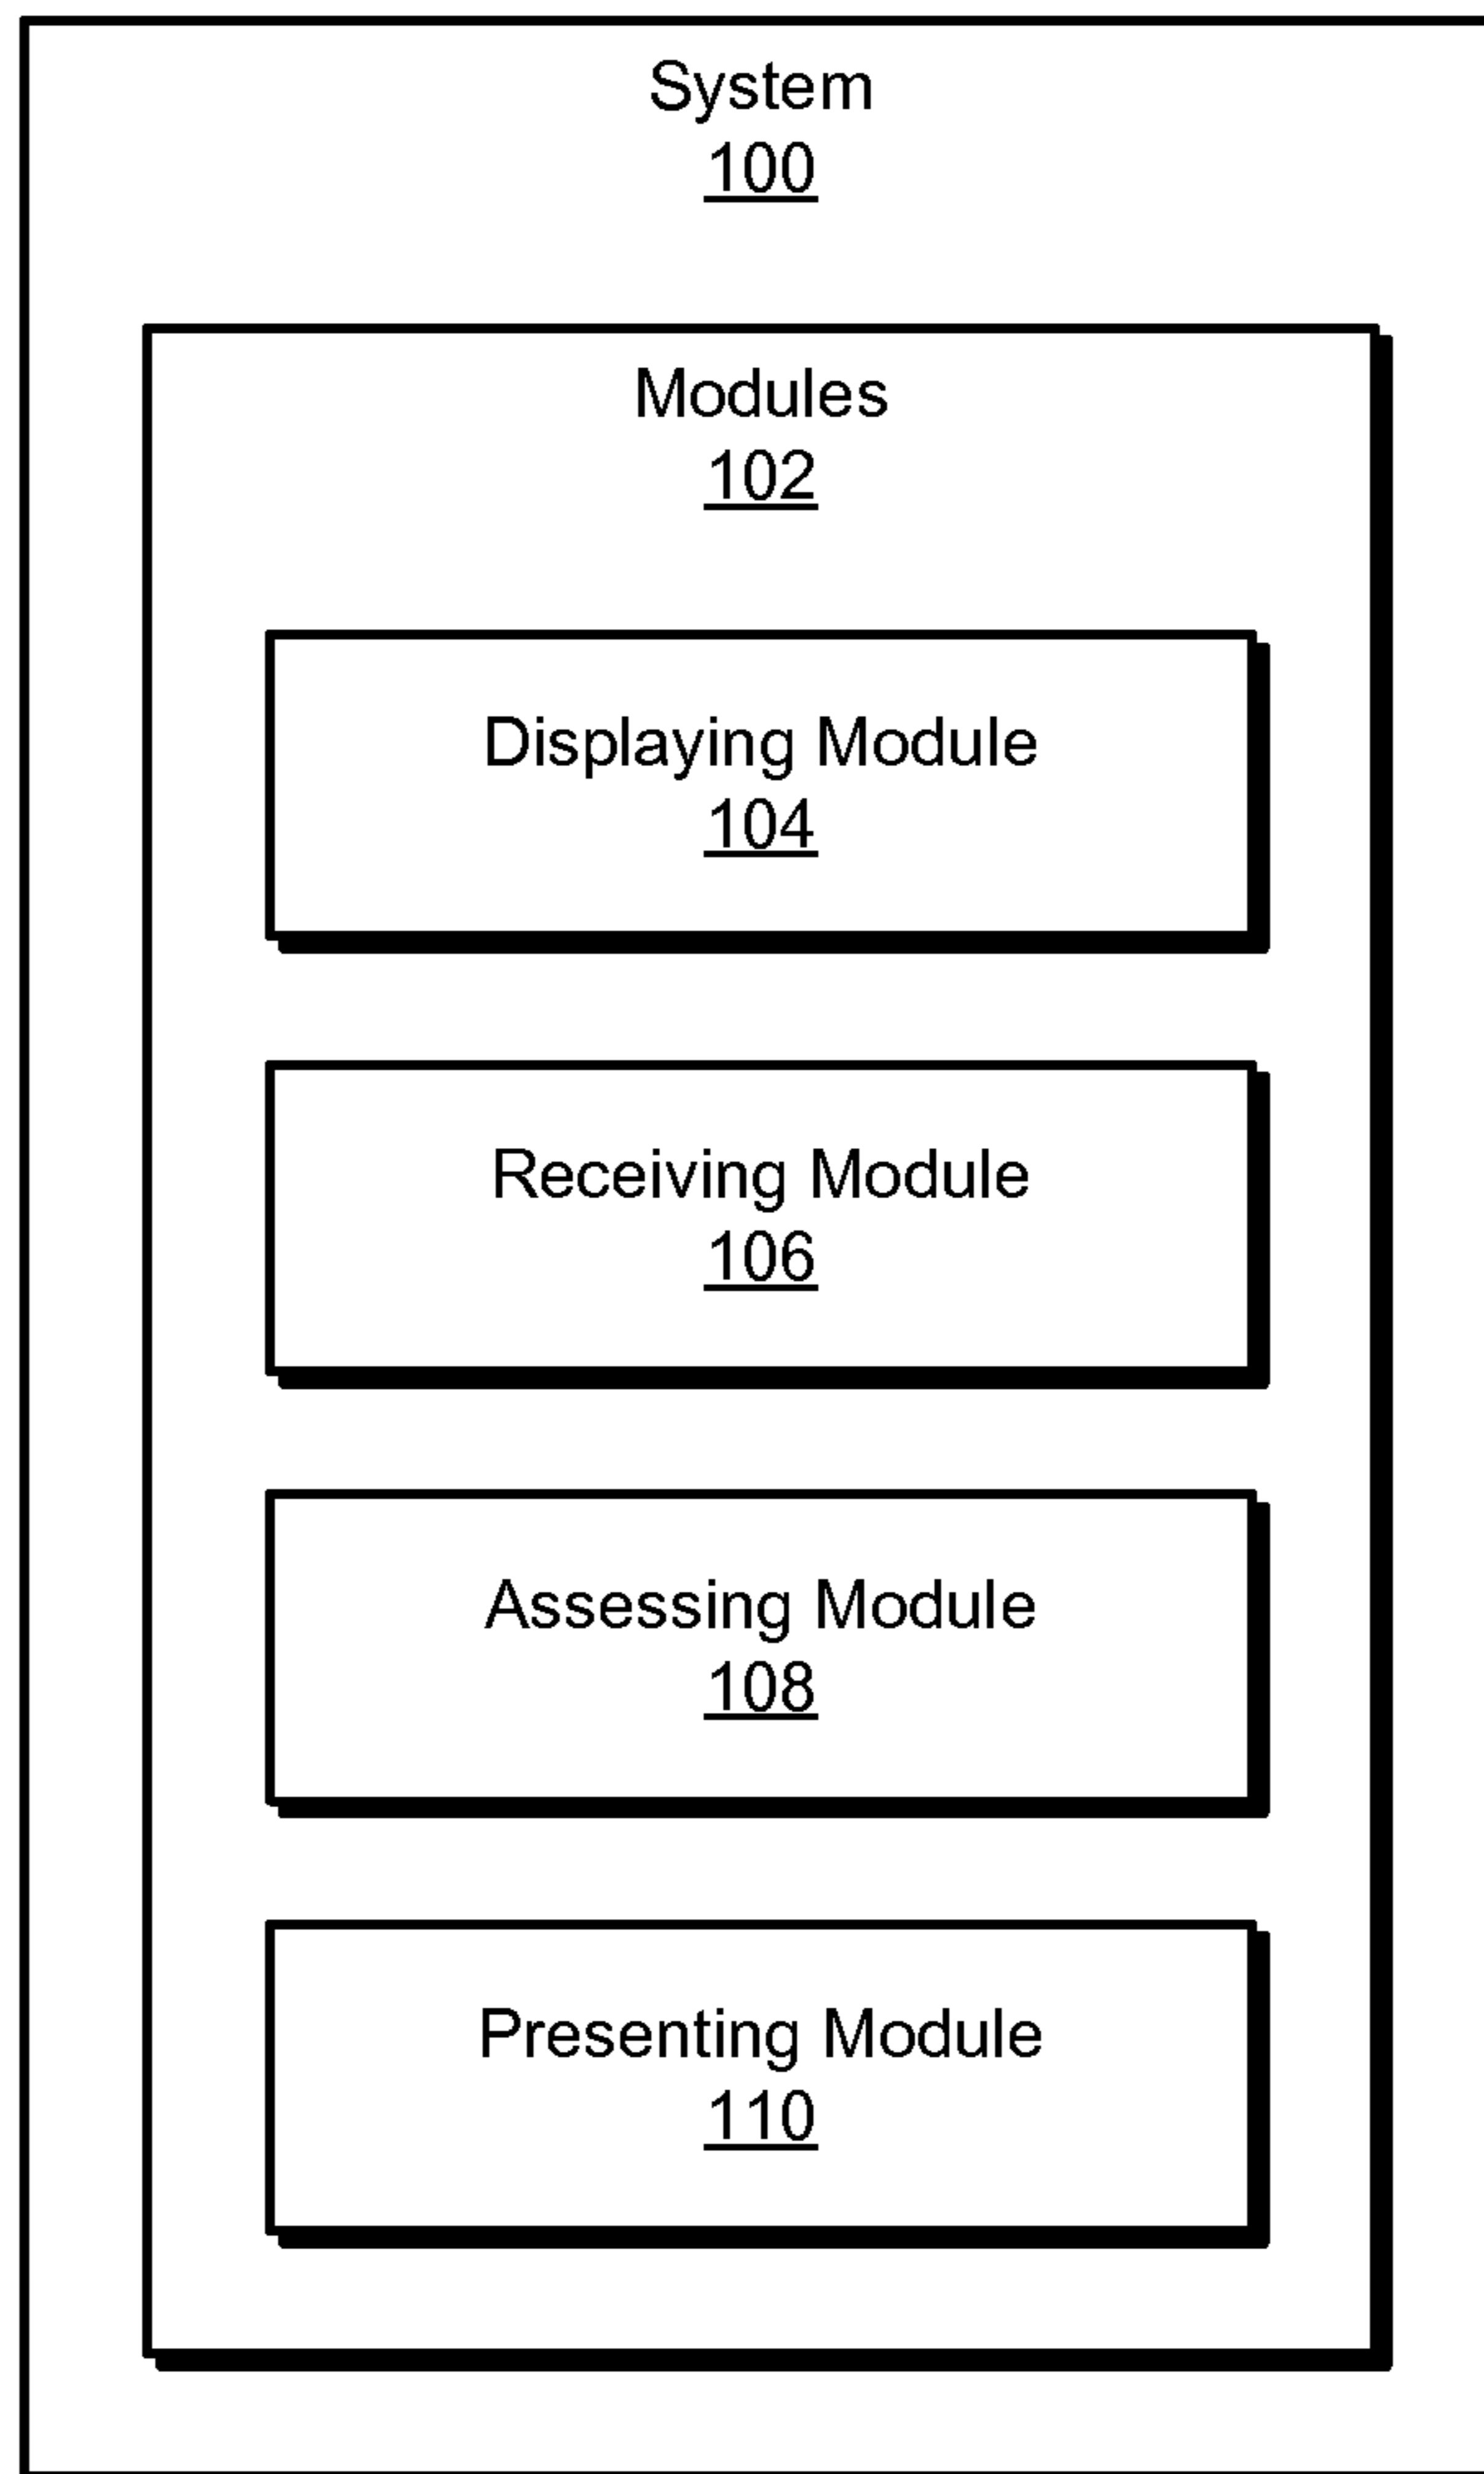 System
100
Modules
102
Displaying Module
104
Receiving Module
106
Assessing Module
108
Presenting Module
110